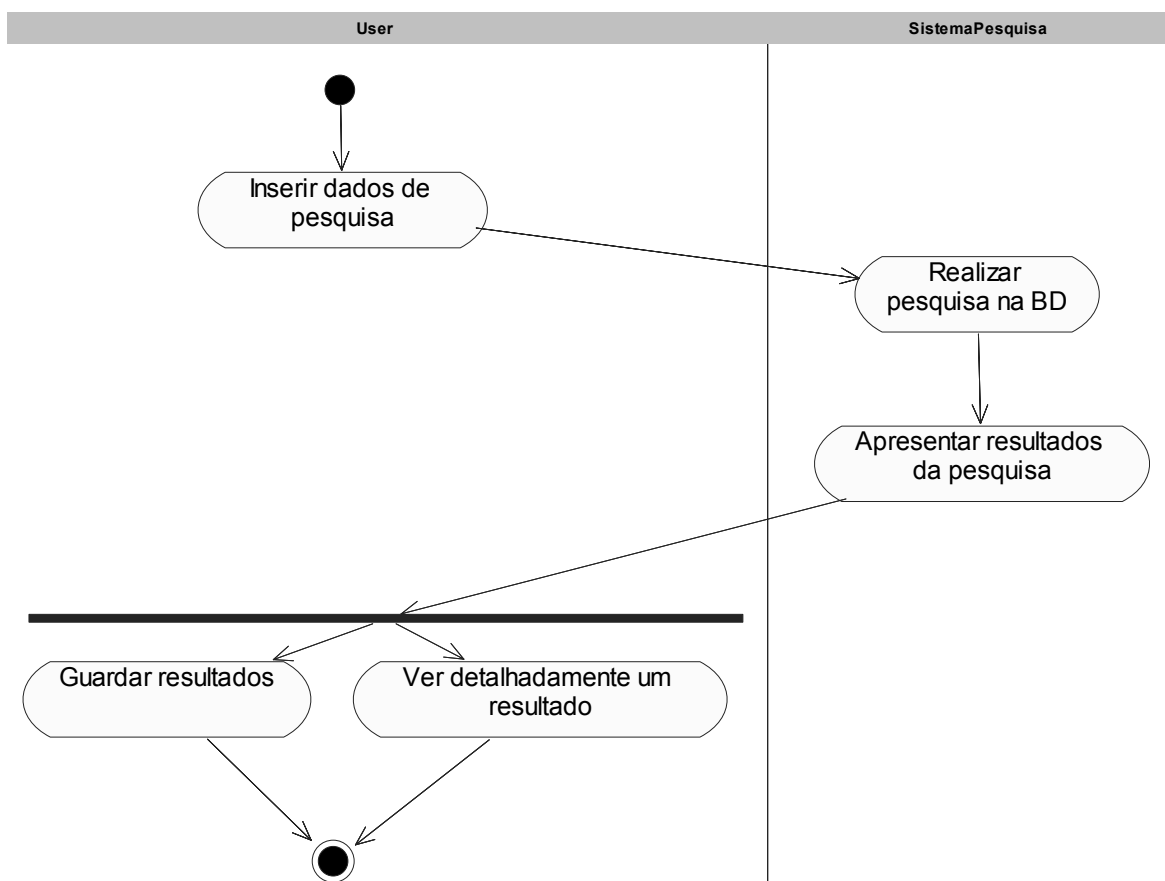 User
SistemaPesquisa
Inserir dados de
pesquisa
Realizar
pesquisa na BD
Apresentar resultados
da pesquisa
Guardar resultados
Ver detalhadamente um
resultado